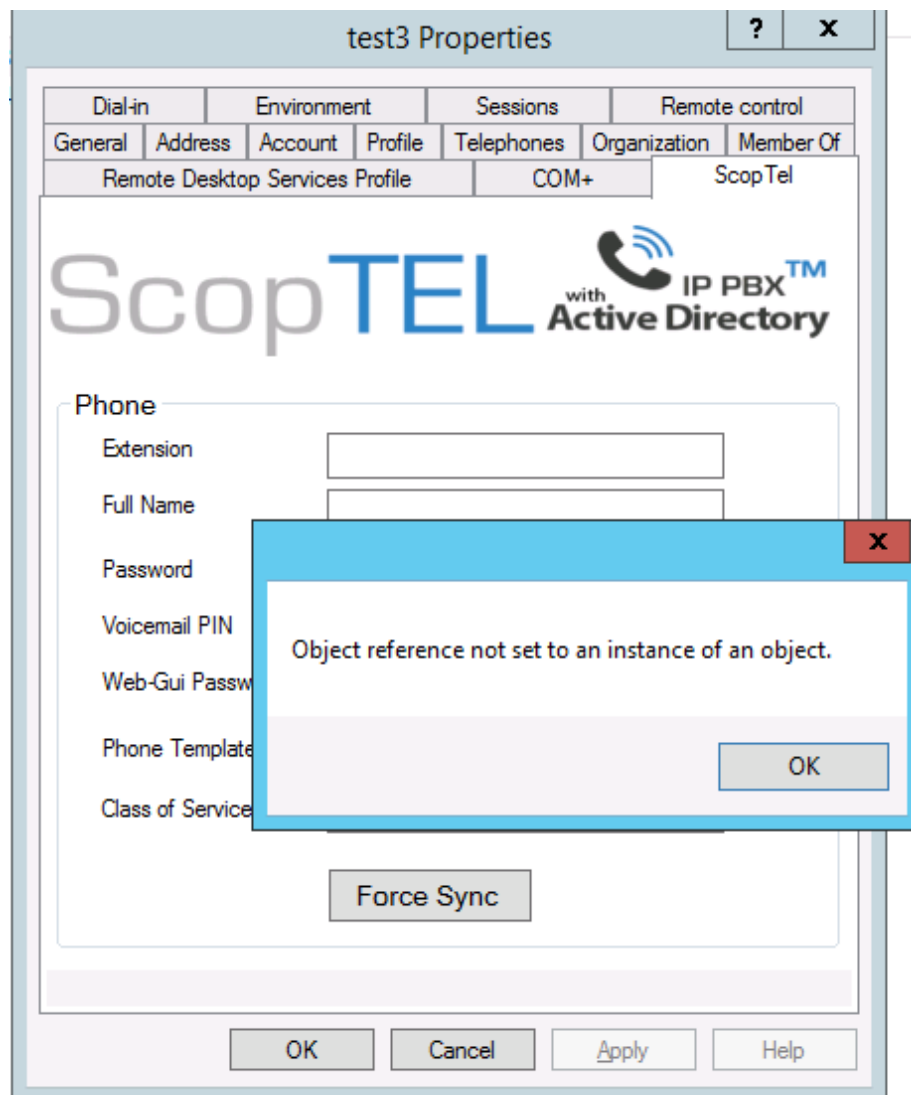 test3 Properties
? x
Dial-in Environment Sessions Remote control
General Address Account Profile Telephones Organization Member Of
Remote Desktop Services Profile COM+ ScopTel
ScopTEL with IP PBX™
Active Directory
Phone
Extension
Full Name
x
Password
Voicemail PIN
Object reference not set to an instance of an object.
Web-Gui Passw
Phone Template
OK
Class of Service
Force Sync
OK Cancel Apply Help